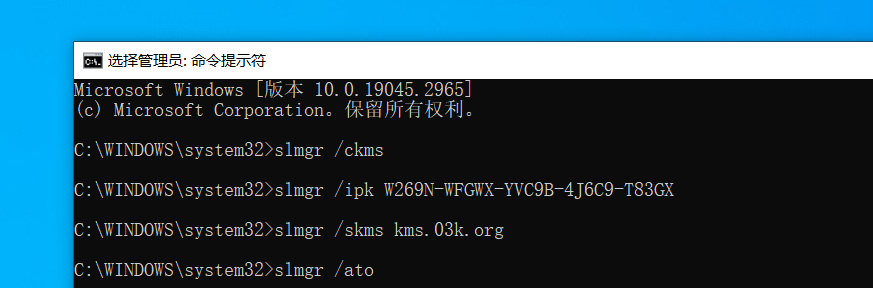 选择管理员: 命令提示符
Microsoft Windows [版本 10.0.19045.2965]
(c) Microsoft Corporation。保留所有权利。
C:\WINDOWS\system32>slmgr /ckms
C:\WINDOWS\system32>slmgr /ipk W269N-WFGWX-YVC9B-4J6C9-T83GX
C:\WINDOWS\system32>slmgr /skms kms.03k.org
C:\WINDOWS\system32>slmgr /ato